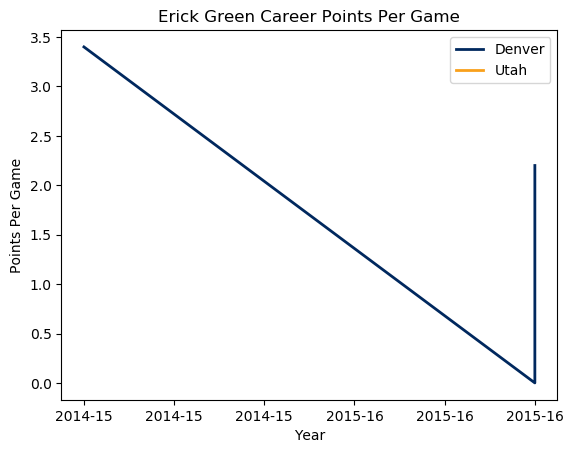 Erick Green Career Points Per Game
Denver
Utah
Points Per Game
3.5
3.0
2.5
2.0
1.5
1.0
0.5
0.0
2014-15 2014-15 2014-15 2015-16 2015-16 2015-16
Year